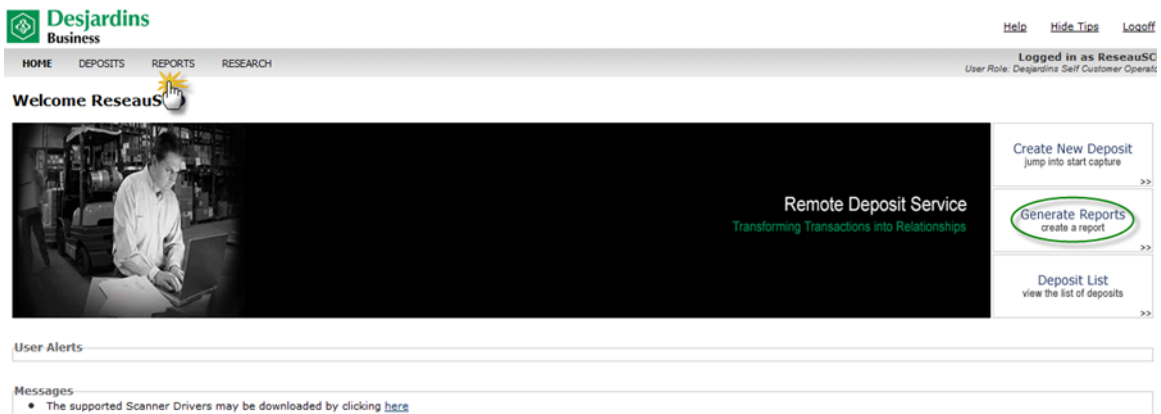 Desjardins
Business
Help Hide Tips Logoff
HOME DEPOSITS REPORTS RESEARCH
Logged in as ReseauSC
User Role: Desjardins Self Customer Operato
Welcome ReseauS
Create New Deposit
jump into start capture
>>
Remote Deposit Service
Transforming Transactions into Relationships
Generate Reports
create a report
>>
Deposit List
view the list of deposits
>>
User Alerts
Messages
• The supported Scanner Drivers may be downloaded by clicking here